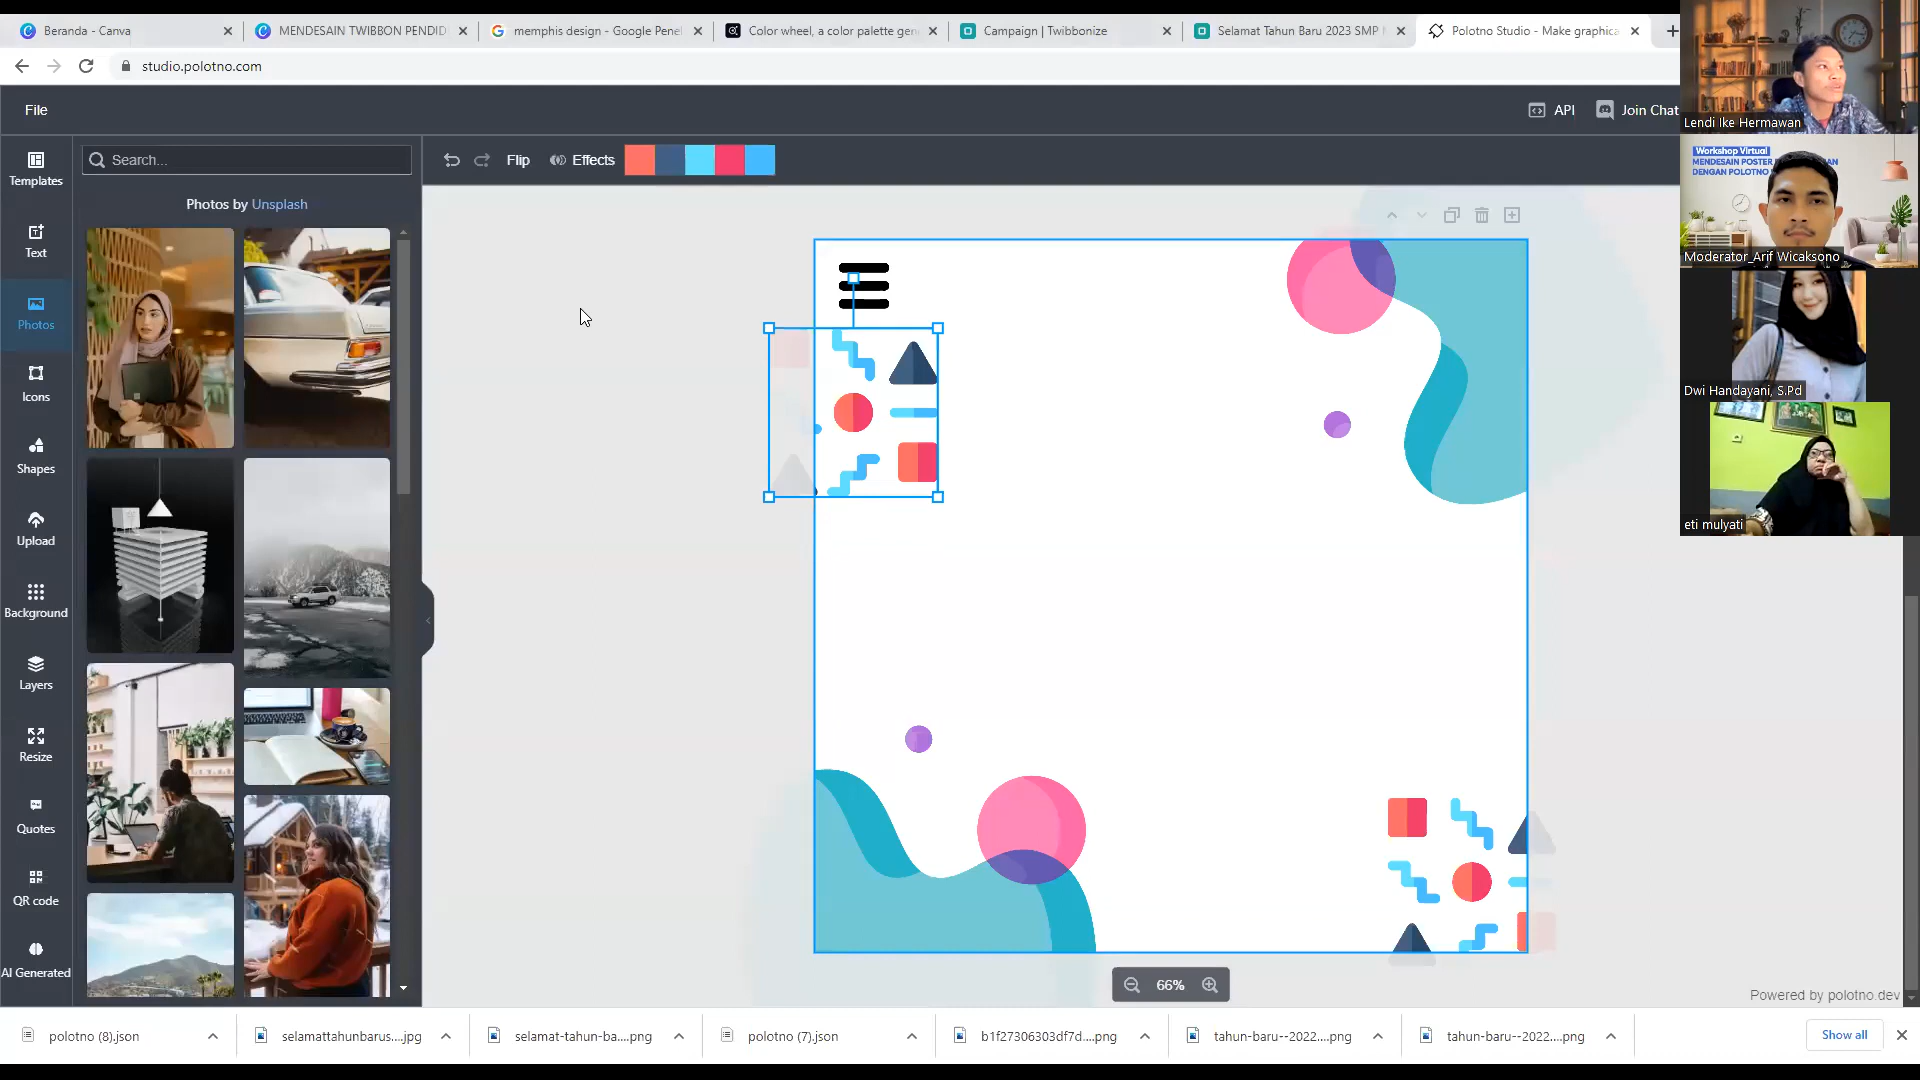 Beranda - Canva
MENDESAIN TWIBBON PENDID
memphis design - Google Penel
Color wheel, a color palette gen
Campaign | Twibbonize
Selamat Tahun Baru 2023 SMP
Polotno Studio - Make graphica
studio.polotno.com
File
API
Join Chat
Templates
Text
Photos
Icons
Shapes
Upload
Background
Layers
Resize
Quotes
QR code
AI Generated
Search...
Photos by Unsplash
Flip
Effects
66%
Powered by polotno.dev
Lendi Ike Hermawan
Workshop Virtual
MENDESAIN POSTER
DENGAN POLOTNO
Moderator_Arif Wicaksono
Dwi Handayani, S.Pd
eti mulyati
polotno (8).json
selamattahunbarus....jpg
selamat-tahun-ba....png
polotno (7).json
b1f27306303df7d....png
tahun-baru--2022....png
tahun-baru--2022....png
Show all